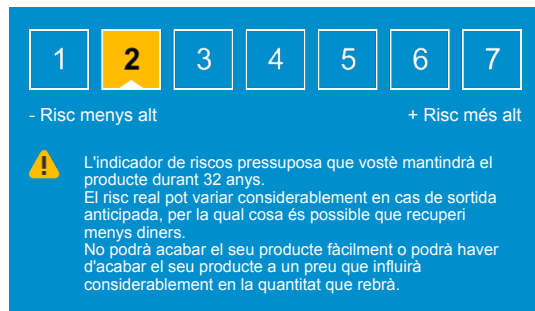 1 2 3 4 5 6 7
- Risc menys alt + Risc més alt
L'indicador de riscos pressuposa que vostè mantindrà el
producte durant 32 anys.
El risc real pot variar considerablement en cas de sortida
anticipada, per la qual cosa és possible que recuperi
menys diners.
No podrà acabar el seu producte fàcilment o podrà haver
d'acabar el seu producte a un preu que influirà
considerablement en la quantitat que rebrà.